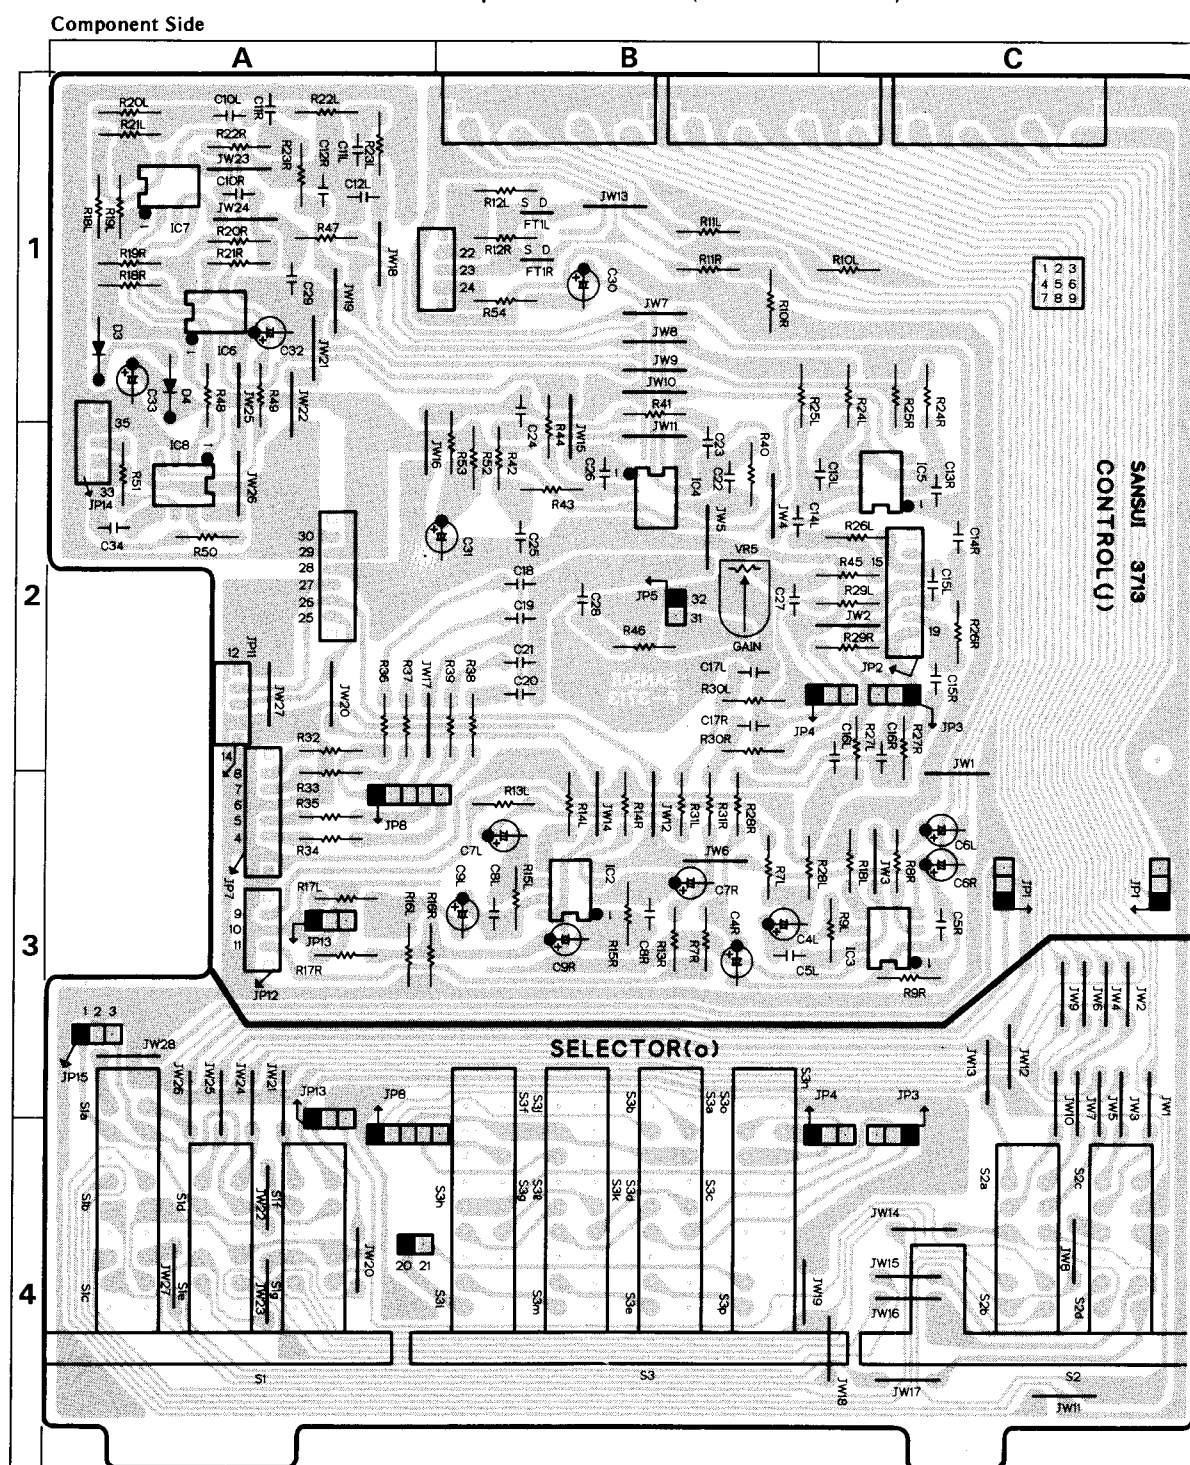 Component Side
A B C
R20L C10L C11R R22L
R21L
R22R
R23R C12R C11L R23L
JW23
C10R C12L
JW24
R18L R19L IC7 1
R20R R47
R19R R21R
R18R
JW18
C29 JW19
R12L S D JW13
FT1L
R11L
R12R S D
FT1R
22
23
24
C30 R11R R10L
R54
R10R
1 2 3
4 5 6
7 8 9
1
D3 IC6 1 C32 JW21
JW7
JW8
JW9
JW10
R41
JW11
C33 D4 R48 JW25 R49 JW22
R25L R24L R25R R24R
35
IC8 1
33
JP14
R51 JW26
C34 R50
JW16 R53 R52 R42 C24 R44 JW15
C26 1 IC4 C23 C22 R40
R43
JW5 JW4 C13L C14L
IC5 1 C13R
C31 C25
R26L
C14R
SANSUI 3713
CONTROL(j)
30
29
28
27
26
25
C18
C19
C21
C20
C28 JP5 32
31
VR5
GAIN
C27
R45 15
R29L
JW2
R29R 19
JP2
C15L R26R
C15R
2
R46
12 JP11
JW27 JW20
R36 R37 JW17 R39 R38
C17L
R30L
C17R
R30R
JP4 JP3
C16L R27L C16R R27R
JW1
R32
14
8
7
6
5
4
JP7
R33
R35
R34
JP8
R13L
C7L
R14L JW14 R14R JW12 R31L R31R R28R
JW6
C6L
C6R
R17L
9
10
11
JP13
R17R
JP12
R16L R16R C9L C8L R15L
IC2 1
C9R
R15R C8R R13R R7R
C7R
C4R
R7L R28L
C4L
C5L
R18L JW3 R8R
R9L IC3 1
C5R
R9R
JP1 JP1
3
1 2 3
JW28
JP15
SELECTOR(o)
JW9 JW6 JW4 JW2
JW13 JW12
JW26 JW25 JW24 JW21
JP13 JP8
S1a
S3f S3j S3b S3a S3o S3n
JP4 JP3
JW10 JW7 JW5 JW3 JW1
S1b S1d JW22 S1f
S3h S3g S3k S3d S3c
S2a S2c
JW14
JW27 JW20
20 21
JW15
JW8
4
S1c S1e JW23 S1g
S3i S3m S3e S3p
JW19
JW16
S2b S2d
S1 S3 JW18 JW17 S2
JW11